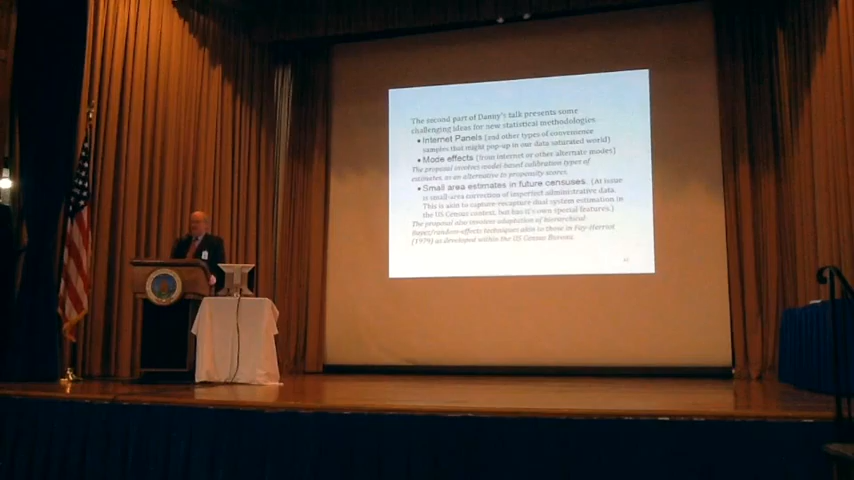 The second part of Danny's talk presents some
challenging ideas for new statistical methodologies
• Internet Panels (and other types of convenience
samples that might pop-up in our data saturated world)
• Mode effects (from internet or other alternate modes)
The proposal involves model based calibration types of
estimates, as an alternative to propensity scores.
• Small area estimates in future censuses. (At issue
is small-area correction of imperfect administrative data.
This is akin to capture-recapture dual system estimation in
the US Census context, but has it's own special features.)
The proposal also involves adaptation of hierarchical
Bayes/random-effects techniques akin to those in Fay-Herriot
(1979) as developed within the US Census Bureau.